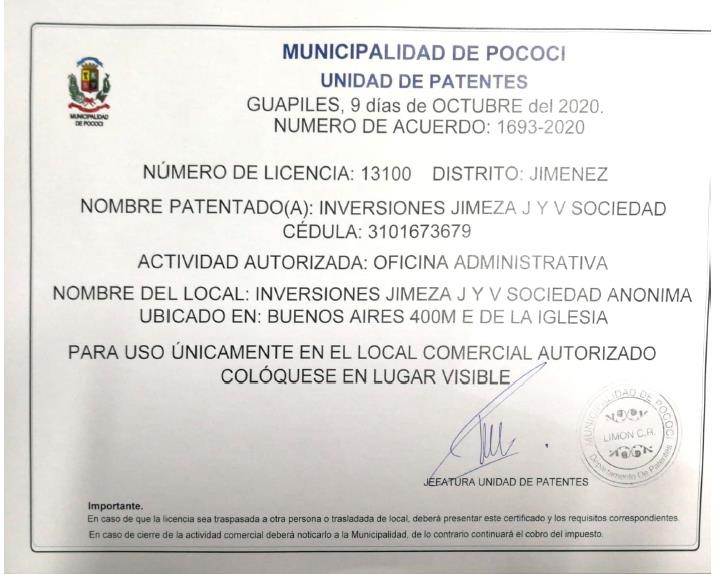 MUNICIPALIDAD DE POCOCI
UNIDAD DE PATENTES
GUAPILES, 9 días de OCTUBRE del 2020.
NUMERO DE ACUERDO: 1693-2020
MUNICIPALIDAD
DE POCOCI
NÚMERO DE LICENCIA: 13100 DISTRITO: JIMENEZ
NOMBRE PATENTADO(A): INVERSIONES JIMEZA J Y V SOCIEDAD
CÉDULA: 3101673679
ACTIVIDAD AUTORIZADA: OFICINA ADMINISTRATIVA
NOMBRE DEL LOCAL: INVERSIONES JIMEZA J Y V SOCIEDAD ANONIMA
UBICADO EN: BUENOS AIRES 400M E DE LA IGLESIA
PARA USO ÚNICAMENTE EN EL LOCAL COMERCIAL AUTORIZADO
COLÓQUESE EN LUGAR VISIBLE
MUNICIPALIDAD DE POCOCI
LIMON C.R.
Departamento De Patentes
JEFATURA UNIDAD DE PATENTES
Importante.
En caso de que la licencia sea traspasada a otra persona o trasladada de local, deberá presentar este certificado y los requisitos correspondientes.
En caso de cierre de la actividad comercial deberá notificarlo a la Municipalidad, de lo contrario continuará el cobro del impuesto.